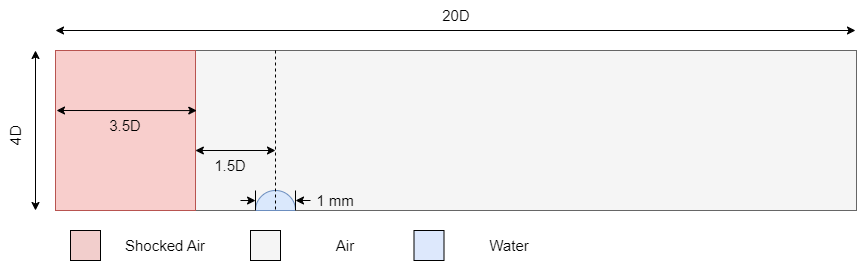 20D
4D
3.5D
1.5D
1 mm
Shocked Air
Air
Water